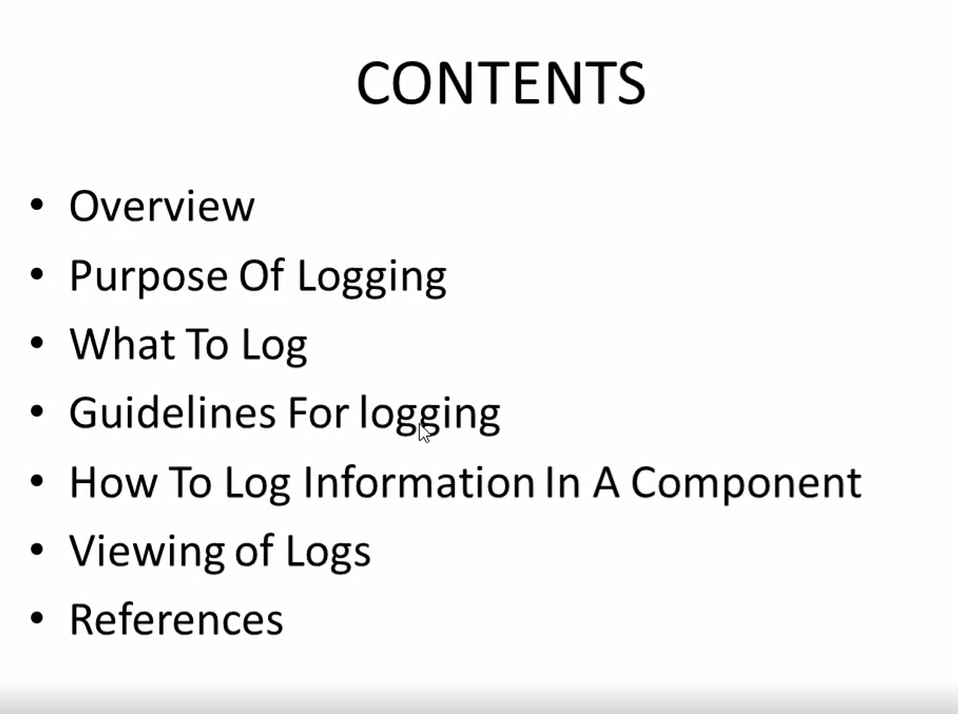 CONTENTS
• Overview
• Purpose Of Logging
• What To Log
• Guidelines For logging
• How To Log Information In A Component
• Viewing of Logs
• References